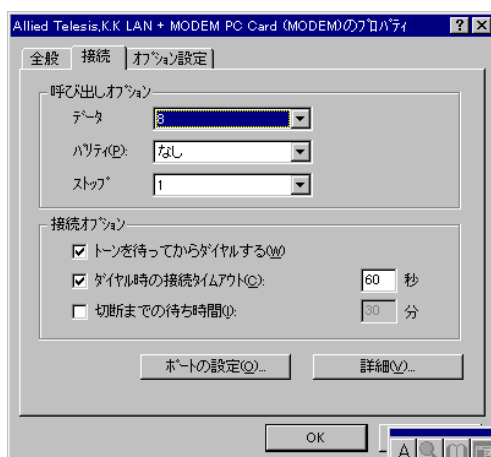 Allied Telesis,K.K LAN + MODEM PC Card (MODEM)のﾌﾟﾛﾊﾟﾃｨ
全般 接続 ｵﾌﾟｼｮﾝ設定
呼び出しｵﾌﾟｼｮﾝ
ﾃﾞｰﾀ 8
ﾊﾟﾘﾃｨ(P): なし
ｽﾄｯﾌﾟ 1
接続ｵﾌﾟｼｮﾝ
トーンを待ってからダイヤルする(W)
ダイヤル時の接続タイムアウト(C): 60 秒
切断までの待ち時間(I): 30 分
ﾎﾟｰﾄの設定(O)... 詳細(V)...
OK
A